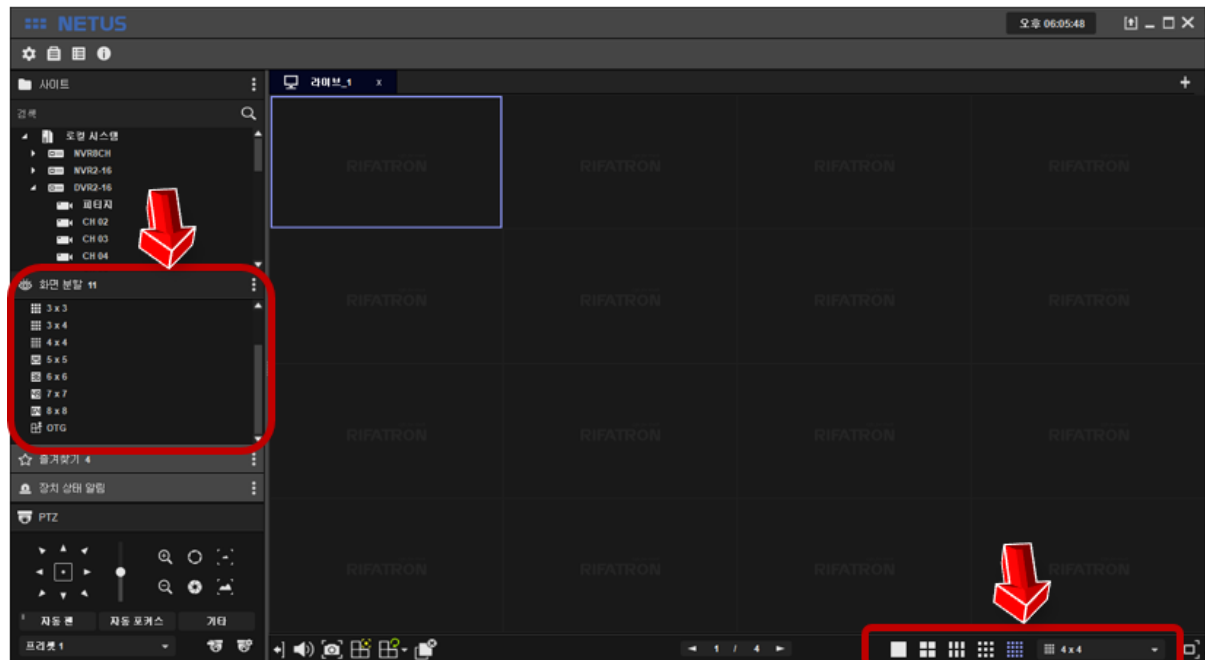 NETUS
오후 06:05:48
사이트
라이브_1 x
검색
로컬 시스템
NVR8CH
NVR2-16
DVR2-16
피티지
CH 02
CH 03
CH 04
화면 분할 11
3 x 3
3 x 4
4 x 4
5 x 5
6 x 6
7 x 7
8 x 8
OTG
즐겨찾기 4
장치 상태 알림
PTZ
자동 팬 자동 포커스 기타
프리셋 1
RIFATRON RIFATRON RIFATRON RIFATRON
RIFATRON RIFATRON RIFATRON RIFATRON
RIFATRON RIFATRON RIFATRON RIFATRON
RIFATRON RIFATRON RIFATRON RIFATRON
1 / 4
4 x 4